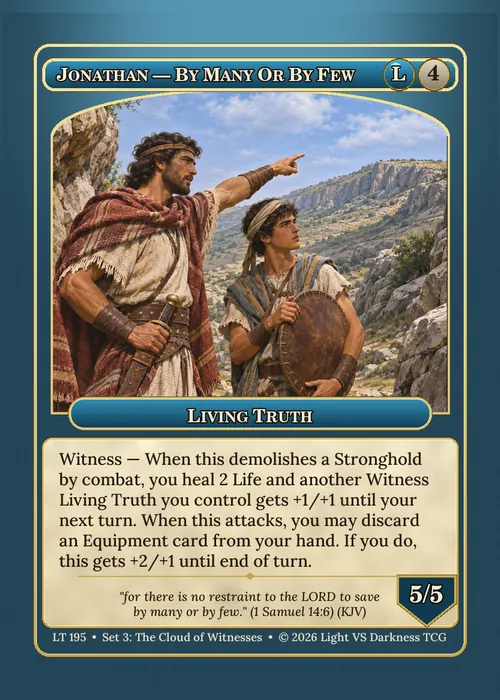 Jonathan — By Many Or By Few L 4
Living Truth
Witness — When this demolishes a Stronghold
by combat, you heal 2 Life and another Witness
Living Truth you control gets +1/+1 until your
next turn. When this attacks, you may discard
an Equipment card from your hand. If you do,
this gets +2/+1 until end of turn.
"for there is no restraint to the LORD to save
by many or by few." (1 Samuel 14:6) (KJV)
5/5
LT 195 • Set 3: The Cloud of Witnesses • © 2026 Light VS Darkness TCG